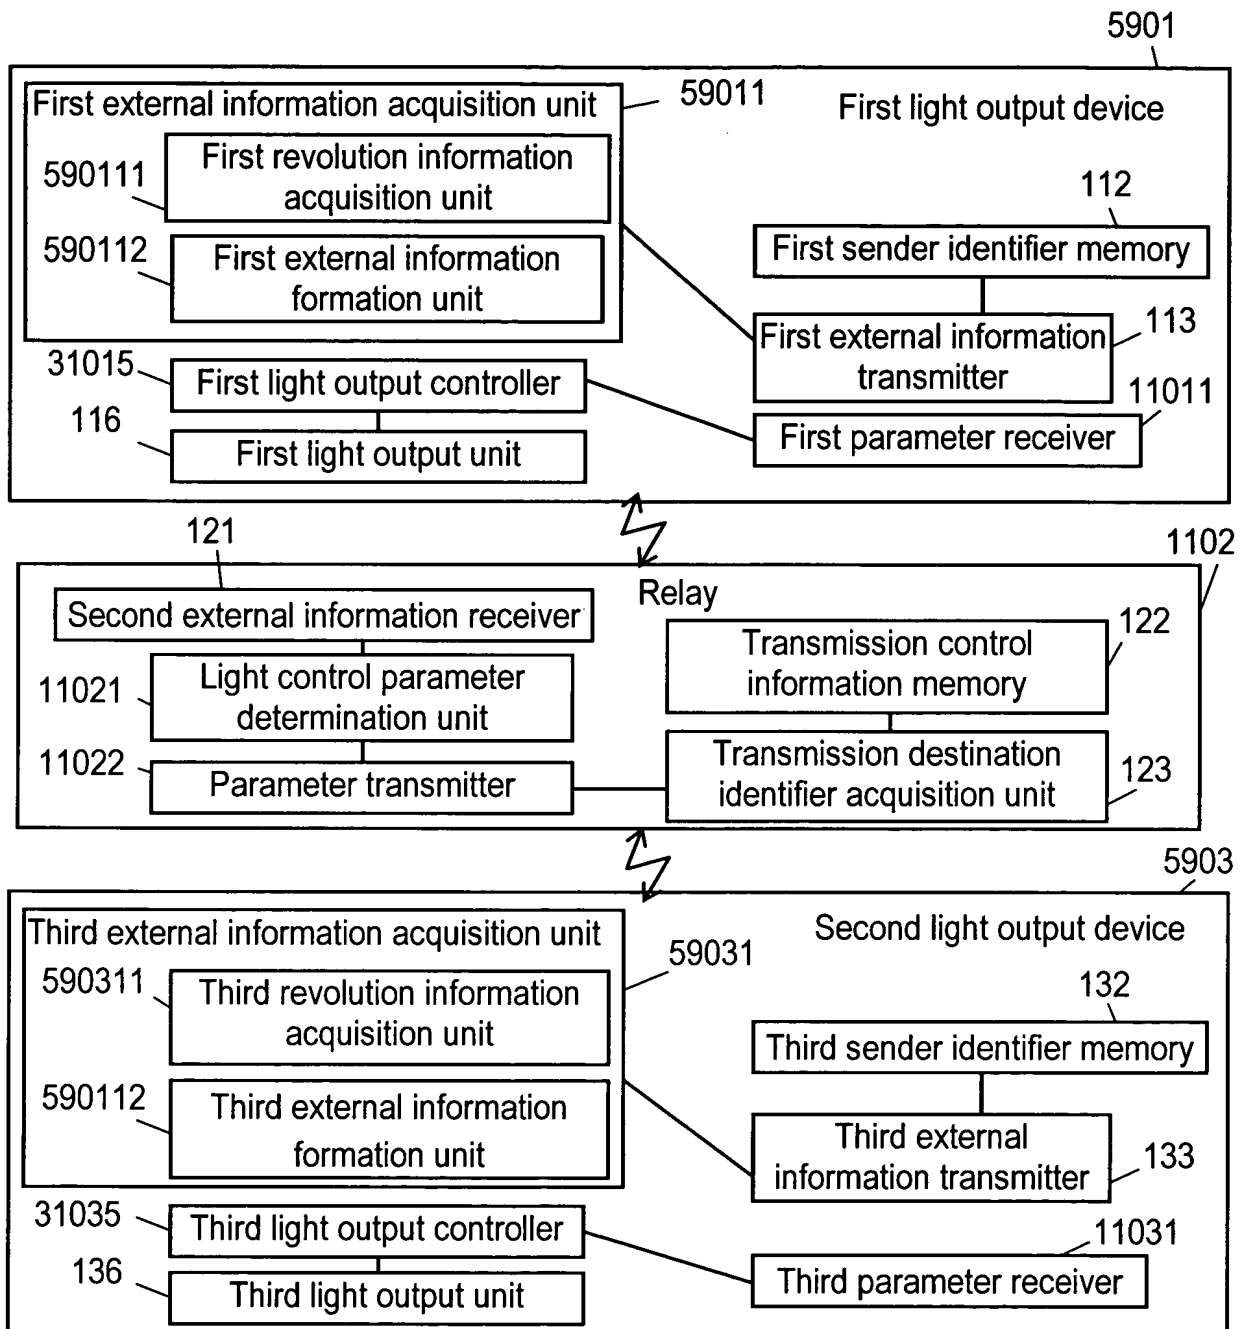 5901
First external information acquisition unit
59011
First light output device
590111
First revolution information
acquisition unit
112
590112
First external information
formation unit
First sender identifier memory
113
First external information
transmitter
31015
First light output controller
11011
116
First light output unit
First parameter receiver
121
1102
Relay
Second external information receiver
122
Transmission control
information memory
11021
Light control parameter
determination unit
11022
Parameter transmitter
Transmission destination
identifier acquisition unit
123
5903
Third external information acquisition unit
59031
Second light output device
590311
Third revolution information
acquisition unit
132
Third sender identifier memory
590112
Third external information
formation unit
Third external
information transmitter
133
31035
Third light output controller
11031
136
Third light output unit
Third parameter receiver